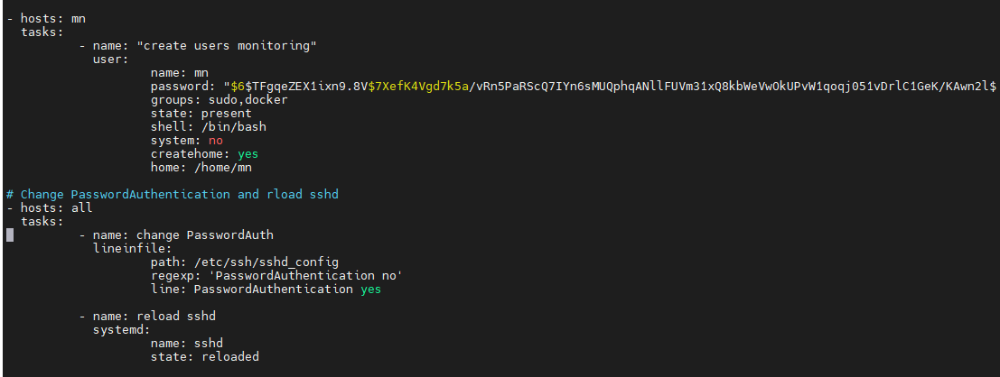 - hosts: mn
  tasks:
          - name: "create users monitoring"
            user:
                    name: mn
                    password: "$6$TFgqeZEX1ixn9.8V$7XefK4Vgd7k5a/vRn5PaRScQ7IYn6sMUQphqANllFUVm31xQ8kbWeVwOkUPvW1qoqj051vDrlC1GeK/KAwn2l$
                    groups: sudo,docker
                    state: present
                    shell: /bin/bash
                    system: no
                    createhome: yes
                    home: /home/mn
# Change PasswordAuthentication and rload sshd
- hosts: all
  tasks:
          - name: change PasswordAuth
            lineinfile:
                    path: /etc/ssh/sshd_config
                    regexp: 'PasswordAuthentication no'
                    line: PasswordAuthentication yes
          - name: reload sshd
            systemd:
                    name: sshd
                    state: reloaded